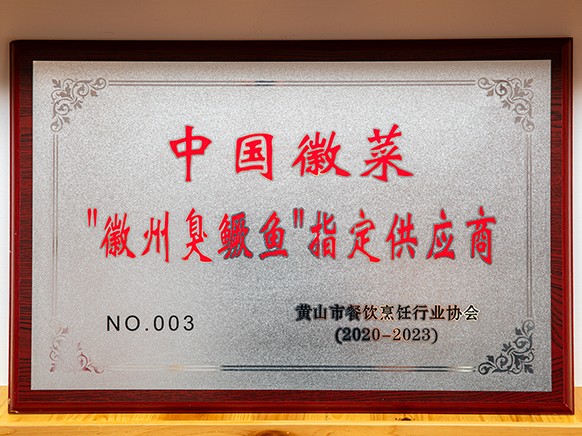 中国徽菜
"徽州臭鳜鱼"指定供应商
NO.003
黄山市餐饮烹饪行业协会
(2020-2023)